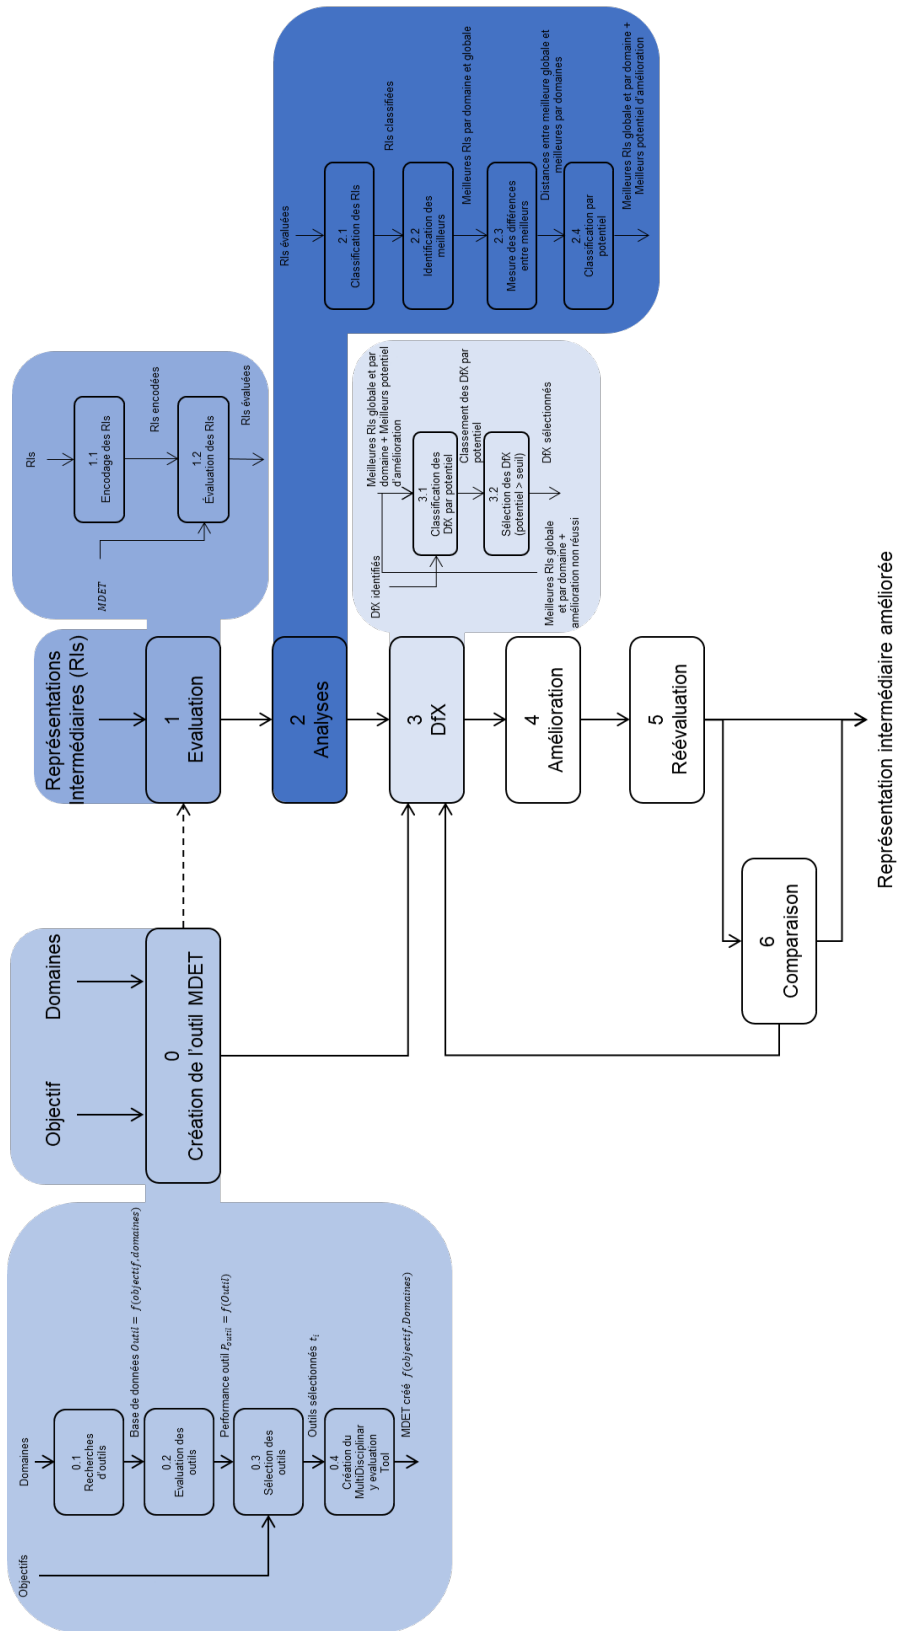 Objectifs
Domaines
0.1
Recherches
d'outils
Base de données Outil = f(objectif,domaines)
0.2
Evaluation des
outils
Performance outil P_outil = f(Outil)
0.3
Sélection des
outils
Outils sélectionnés t_i
0.4
Création du
MultiDisciplinar
y evaluation
Tool
MDET créé f(objectif,Domaines)
Objectif
Domaines
0
Création de l'outil MDET
Représentations
Intermédiaires (RIs)
1
Evaluation
2
Analyses
3
DfX
4
Amélioration
5
Réévaluation
6
Comparaison
Représentation intermédiaire améliorée
MDET
RIs
1.1
Encodage des RIs
RIs encodées
1.2
Évaluation des RIs
RIs évaluées
RIs évaluées
2.1
Classification des RIs
RIs classifiées
2.2
Identification des
meilleurs
Meilleures RIs par domaine et globale
2.3
Mesure des différences
entre meilleurs
Distances entre meilleure globale et
meilleures par domaines
2.4
Classification par
potentiel
Meilleures RIs globale et par domaine +
Meilleurs potentiel d'amélioration
DfX identifiés
Meilleures RIs globale et par
domaine + Meilleurs potentiel
d'amélioration
3.1
Classification des
DfX par potentiel
Classement des DfX par
potentiel
3.2
Sélection des DfX
(potentiel > seuil)
DfX sélectionnés
Meilleures RIs globale
et par domaine +
amélioration non réussi